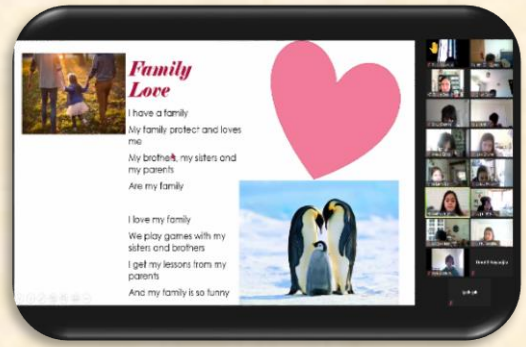 Family
Love
I have a family
My family protect and loves
me
My brothers, my sisters and
my parents
Are my family
I love my family
We play games with my
sisters and brothers
I get my lessons from my
parents
And my family is so funny